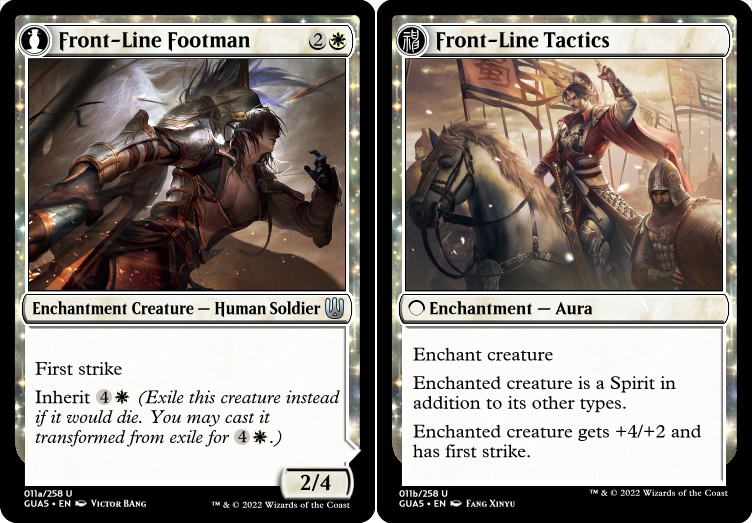 Front-Line Footman
2
Enchantment Creature — Human Soldier
First strike
Inherit 4 (Exile this creature instead
if it would die. You may cast it
transformed from exile for 4 .)
2/4
011a/258 U
GUA5 • EN VICTOR BANG
™ & © 2022 Wizards of the Coast
Front-Line Tactics
Enchantment — Aura
Enchant creature
Enchanted creature is a Spirit in
addition to its other types.
Enchanted creature gets +4/+2 and
has first strike.
011b/258 U
GUA5 • EN FANG XINYU
™ & © 2022 Wizards of the Coast